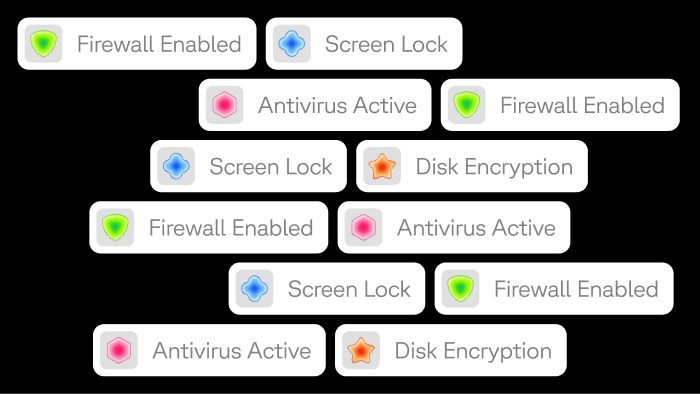 Firewall Enabled Screen Lock
Antivirus Active Firewall Enabled
Screen Lock Disk Encryption
Firewall Enabled Antivirus Active
Screen Lock Firewall Enabled
Antivirus Active Disk Encryption